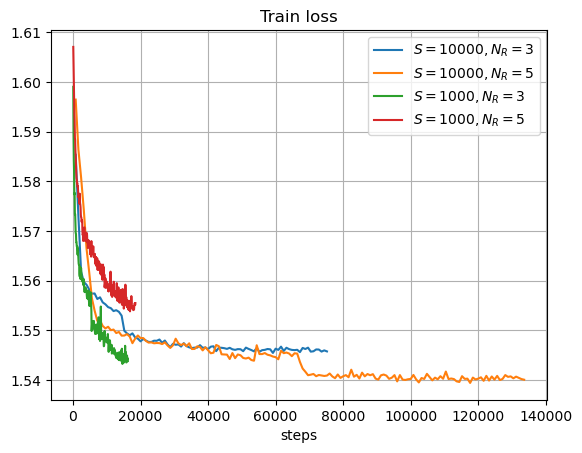 Train loss
1.61
1.60
1.59
1.58
1.57
1.56
1.55
1.54
S = 10000, N_R = 3
S = 10000, N_R = 5
S = 1000, N_R = 3
S = 1000, N_R = 5
0 20000 40000 60000 80000 100000 120000 140000
steps